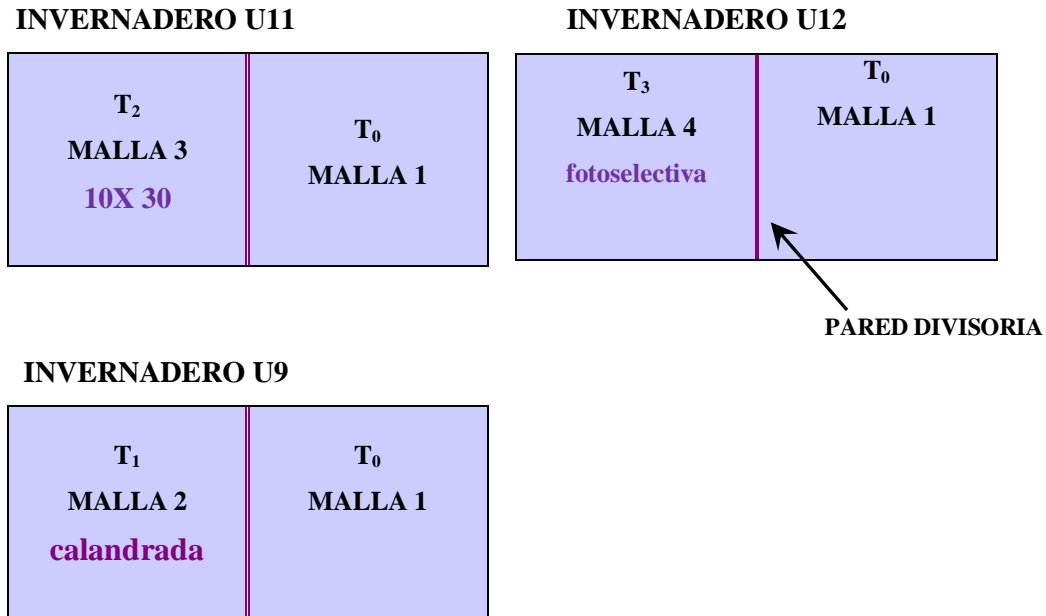 INVERNADERO U11
T₂
MALLA 3
10X 30
T₀
MALLA 1
INVERNADERO U12
T₃
MALLA 4
fotoselectiva
T₀
MALLA 1
PARED DIVISORIA
INVERNADERO U9
T₁
MALLA 2
calandrada
T₀
MALLA 1